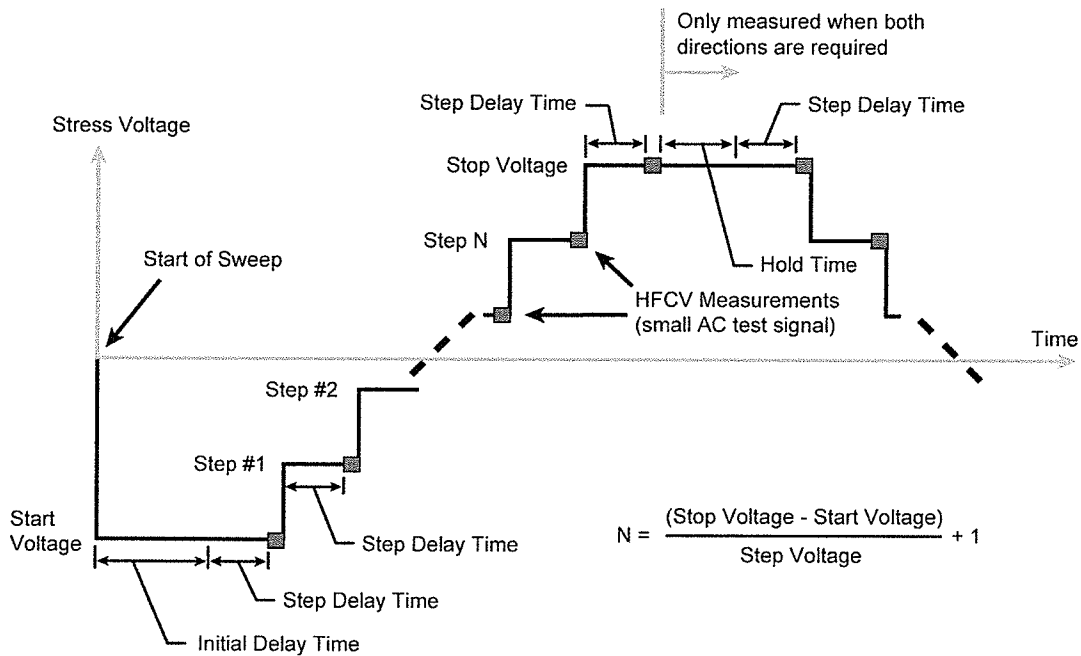 Only measured when both
directions are required
Step Delay Time
Step Delay Time
Stress Voltage
Stop Voltage
Step N
Start of Sweep
Hold Time
HFCV Measurements
(small AC test signal)
Time
Step #2
Step #1
Start
Voltage
Step Delay Time
N = (Stop Voltage - Start Voltage) / Step Voltage + 1
Step Delay Time
Initial Delay Time